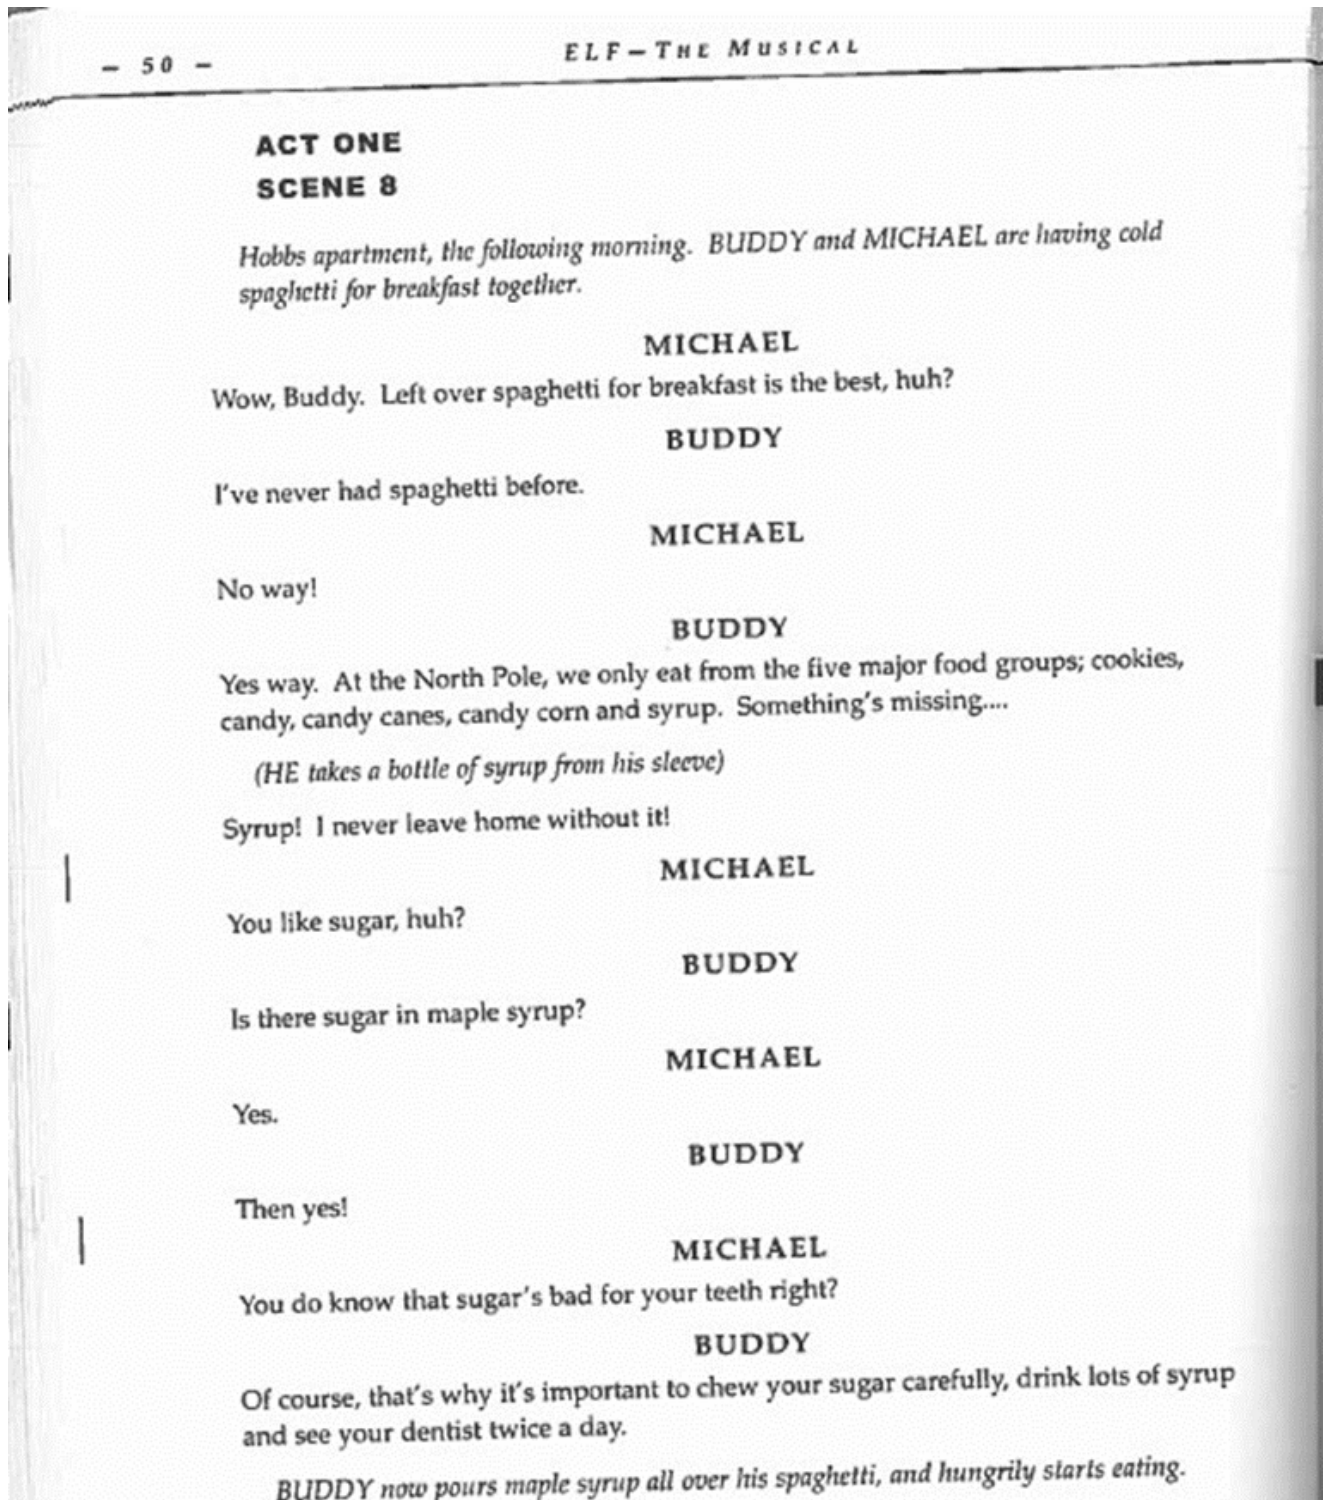 — 50 —
ELF — THE MUSICAL
ACT ONE
SCENE 8
Hobbs apartment, the following morning. BUDDY and MICHAEL are having cold
spaghetti for breakfast together.
MICHAEL
Wow, Buddy. Left over spaghetti for breakfast is the best, huh?
BUDDY
I've never had spaghetti before.
MICHAEL
No way!
BUDDY
Yes way. At the North Pole, we only eat from the five major food groups; cookies,
candy, candy canes, candy corn and syrup. Something's missing....
(HE takes a bottle of syrup from his sleeve)
Syrup! I never leave home without it!
MICHAEL
You like sugar, huh?
BUDDY
Is there sugar in maple syrup?
MICHAEL
Yes.
BUDDY
Then yes!
MICHAEL
You do know that sugar's bad for your teeth right?
BUDDY
Of course, that's why it's important to chew your sugar carefully, drink lots of syrup
and see your dentist twice a day.
BUDDY now pours maple syrup all over his spaghetti, and hungrily starts eating.